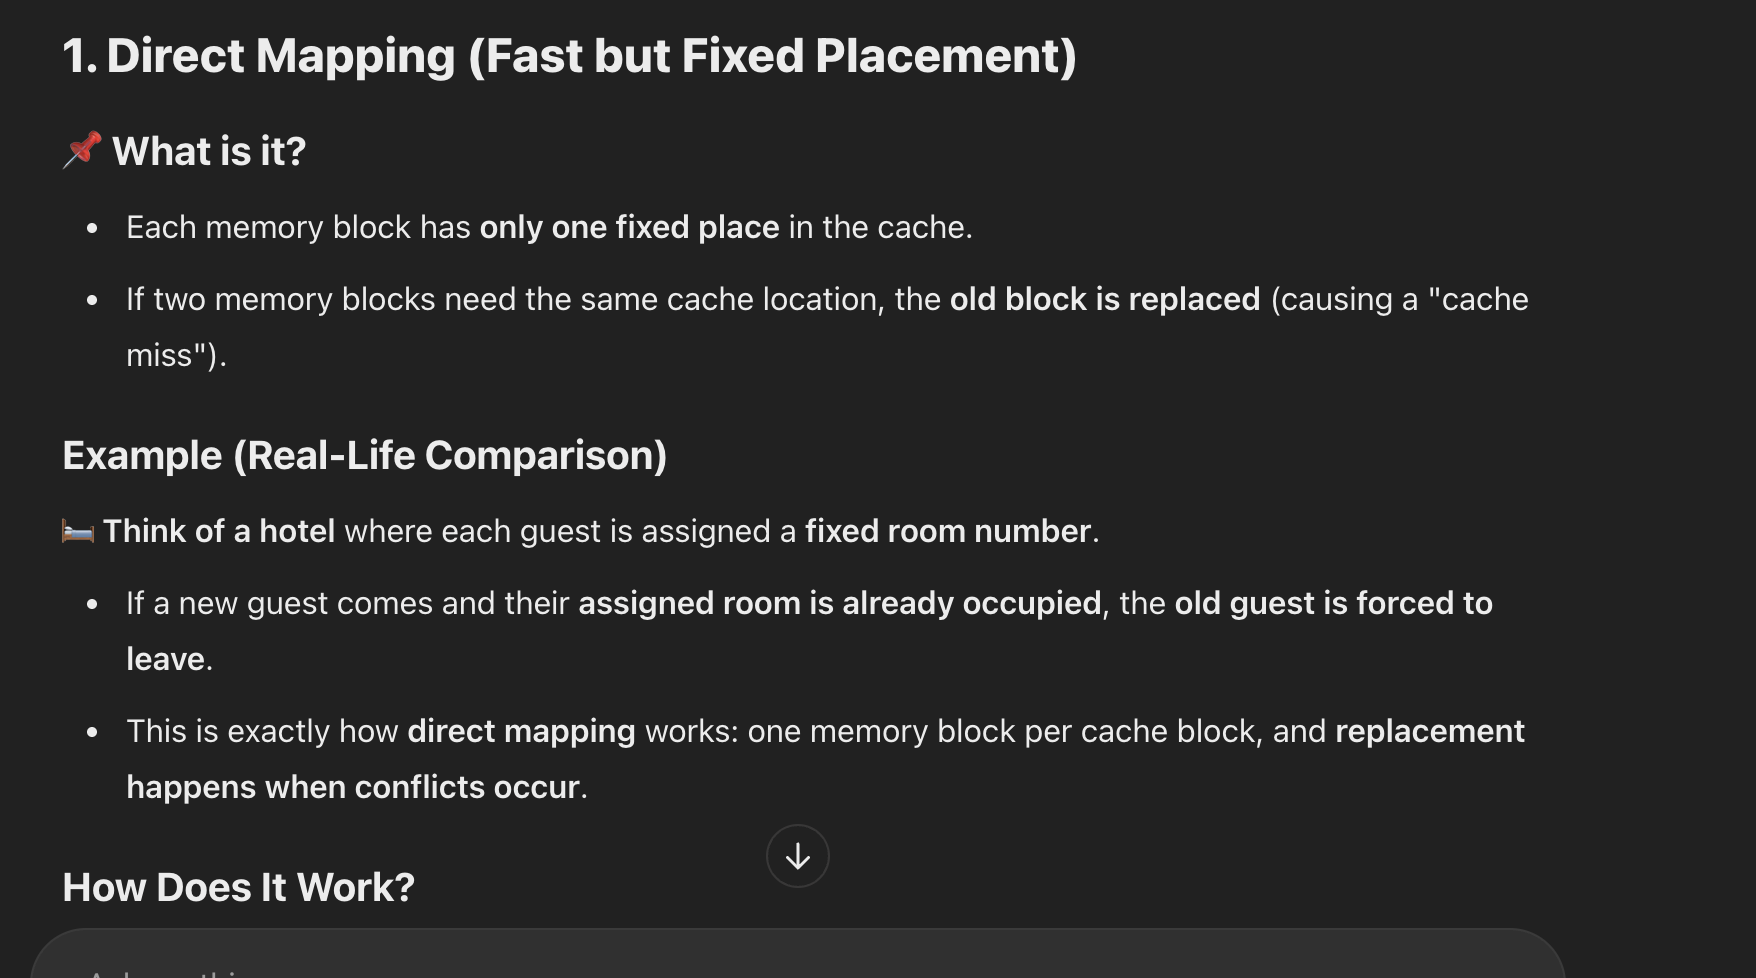 1. Direct Mapping (Fast but Fixed Placement)
What is it?
Each memory block has only one fixed place in the cache.
If two memory blocks need the same cache location, the old block is replaced (causing a "cache
miss").
Example (Real-Life Comparison)
Think of a hotel where each guest is assigned a fixed room number.
If a new guest comes and their assigned room is already occupied, the old guest is forced to
leave.
This is exactly how direct mapping works: one memory block per cache block, and replacement
happens when conflicts occur.
How Does It Work?